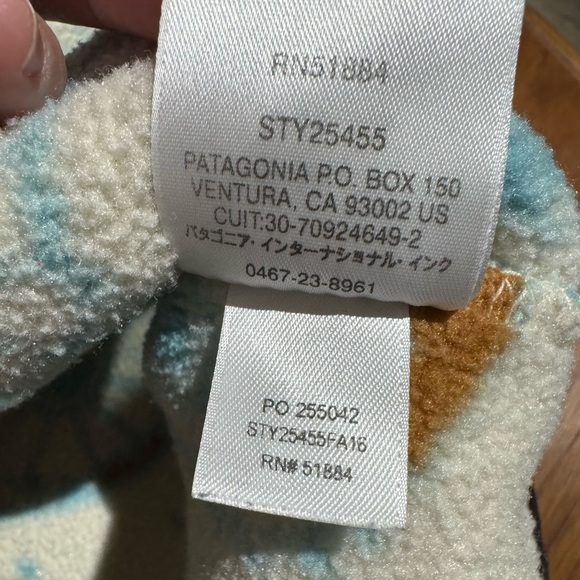 RN51884
STY25455
PATAGONIA P.O. BOX 150
VENTURA, CA 93002 US
CUIT:30-70924649-2
パタゴニア・インターナショナル・インク
0467-23-8961
PO 255042
STY25455FA16
RN# 51884